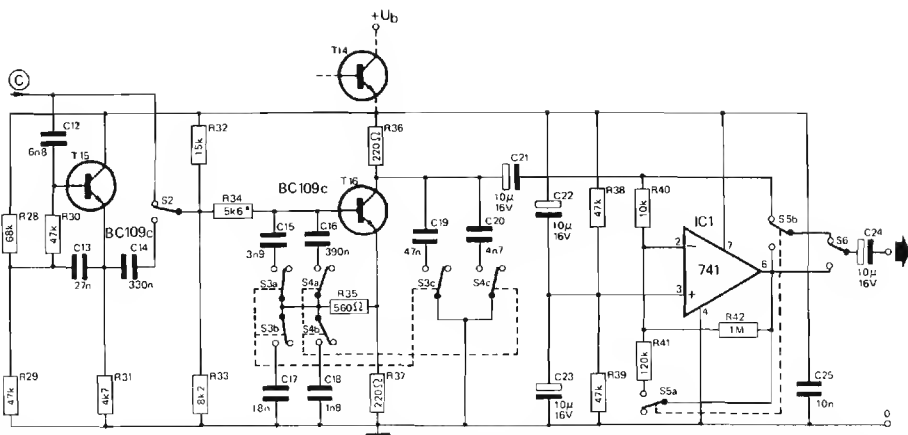 +Ub
T14
C
C12
6n8
T15
R32
15k
R36
220Ω
C21
10μ
16V
C22
10μ
16V
R38
47k
R40
10k
IC1
741
2
3
7
6
4
S5b
S6
C24
10μ
16V
R28
68k
R30
47k
BC109c
C13
27n
C14
330n
S2
R34
5k6*
BC109c
T16
C15
3n9
C16
390n
C19
47n
C20
4n7
S3a
S4a
R35
560Ω
S3c
S4c
S3b
S4b
R42
1M
R41
120k
S5a
R29
47k
R31
4k7
R33
8k2
C17
18n
C18
1n8
R37
220Ω
C23
10μ
16V
R39
47k
C25
10n
0
+
-